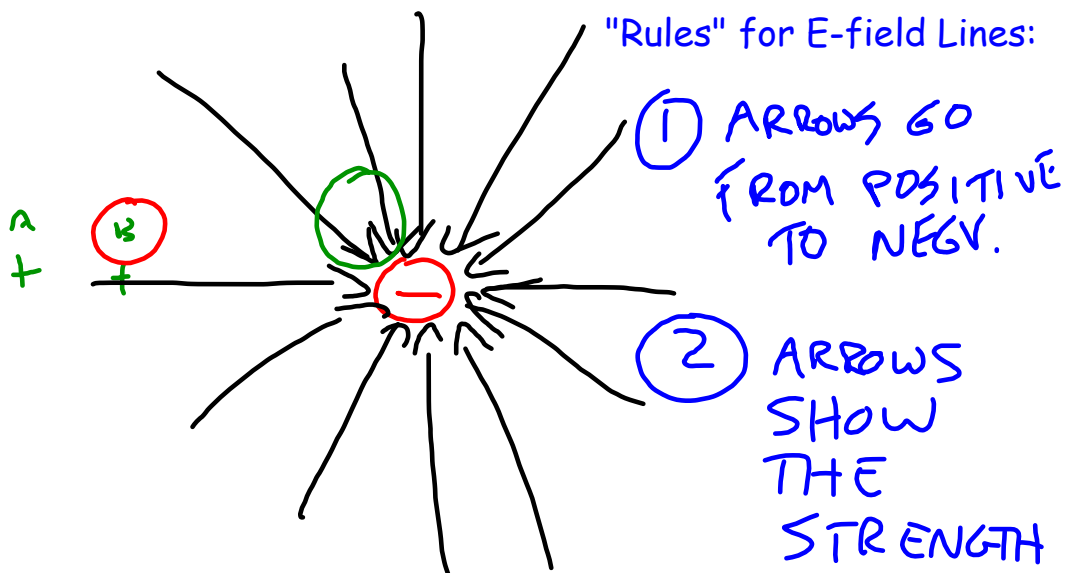 "Rules" for E-field Lines:
① ARROWS GO
FROM POSITIVE
TO NEGV.
② ARROWS
SHOW
THE
STRENGTH
+
+
−